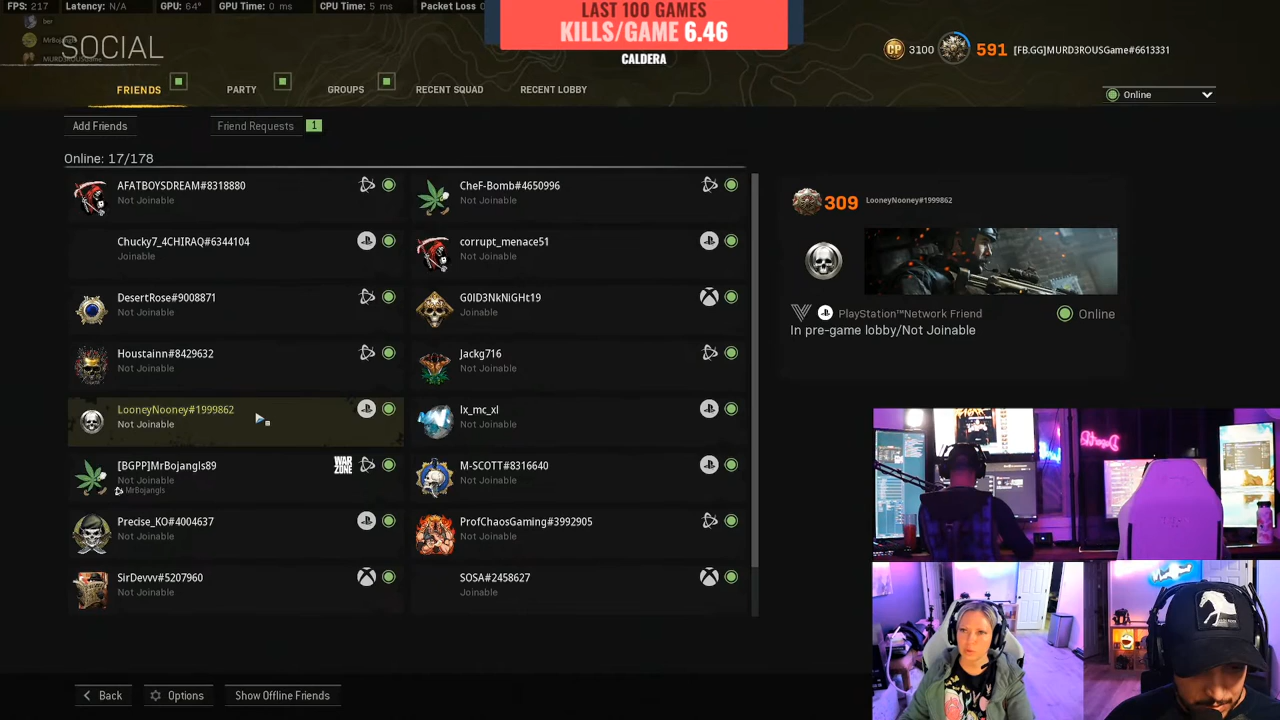 FPS: 217 Latency: N/A GPU: 64° GPU Time: 0 ms CPU Time: 5 ms Packet Loss
LAST 100 GAMES
KILLS/GAME 6.46
CALDERA
ber
MrBojangls
MURD3ROUSGame
SOCIAL
3100
591
[FB.GG]MURD3ROUSGame#6613331
FRIENDS
PARTY
GROUPS
RECENT SQUAD
RECENT LOBBY
Online
Add Friends
Friend Requests
1
Online: 17/178
AFATBOYSDREAM#8318880
Not Joinable
CheF-Bomb#4650996
Not Joinable
Chucky7_4CHIRAQ#6344104
Joinable
corrupt_menace51
Not Joinable
DesertRose#9008871
Not Joinable
G0lD3NkNiGHt19
Joinable
Houstainn#8429632
Not Joinable
Jackg716
Not Joinable
LooneyNooney#1999862
Not Joinable
lx_mc_xl
Not Joinable
[BGPP]MrBojangls89
Not Joinable
MrBojangls
WAR
ZONE
M-SCOTT#8316640
Not Joinable
Precise_KO#4004637
Not Joinable
ProfChaosGaming#3992905
Not Joinable
SirDevvv#5207960
Not Joinable
SOSA#2458627
Joinable
309
LooneyNooney#1999862
PlayStation™Network Friend
Online
In pre-game lobby/Not Joinable
Back
Options
Show Offline Friends